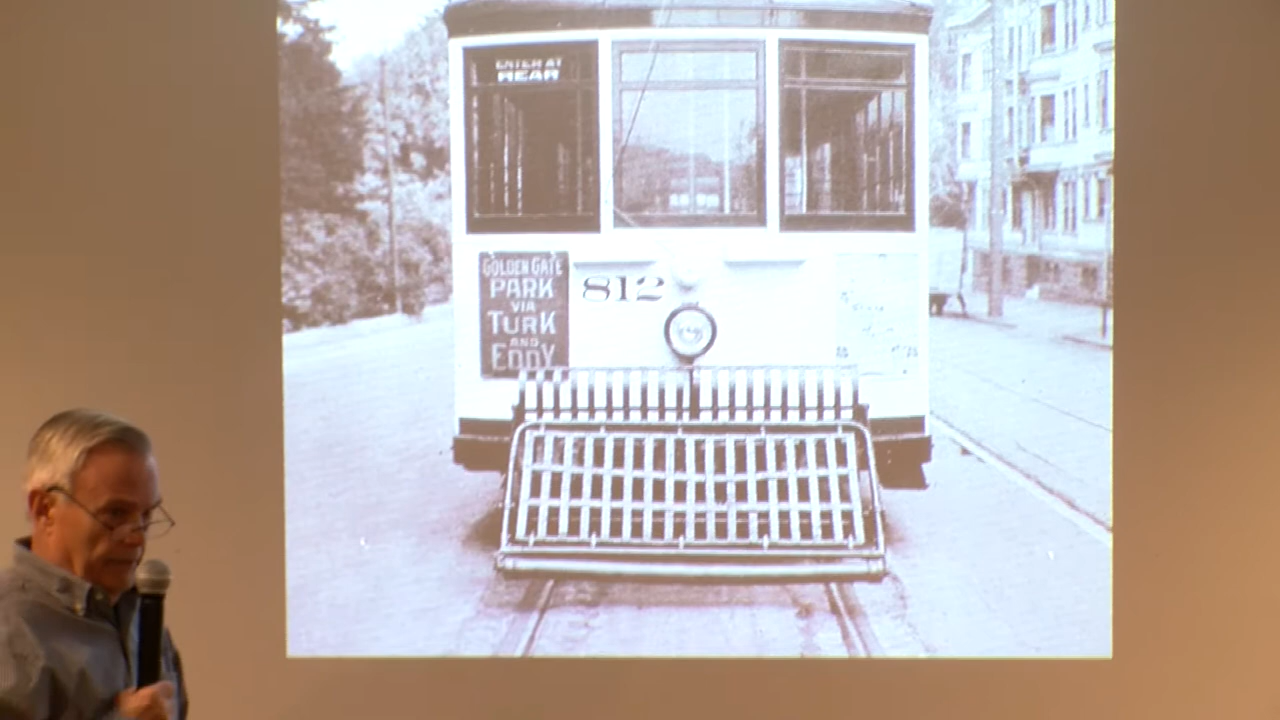 ENTER AT
REAR
GOLDEN GATE
PARK
VIA
TURK
AND
EDDY
812